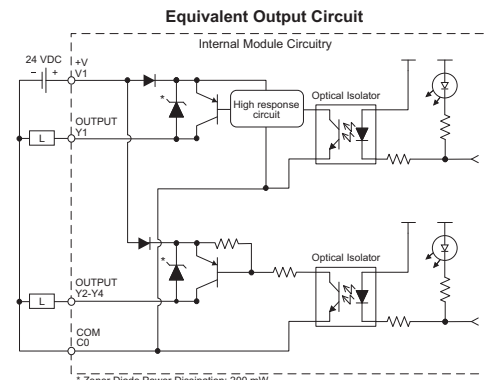 Equivalent Output Circuit
Internal Module Circuitry
24 VDC
+V
V1
− +
*
High response
circuit
Optical Isolator
OUTPUT
Y1
L
*
Optical Isolator
OUTPUT
Y2-Y4
L
COM
C0
* Zener Diode Power Dissipation: 300 mW